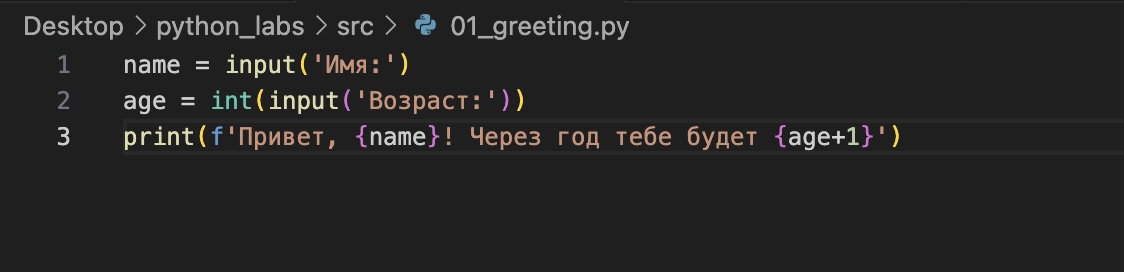 Desktop > python_labs > src > 01_greeting.py
1 name = input('Имя:')
2 age = int(input('Возраст:'))
3 print(f'Привет, {name}! Через год тебе будет {age+1}')